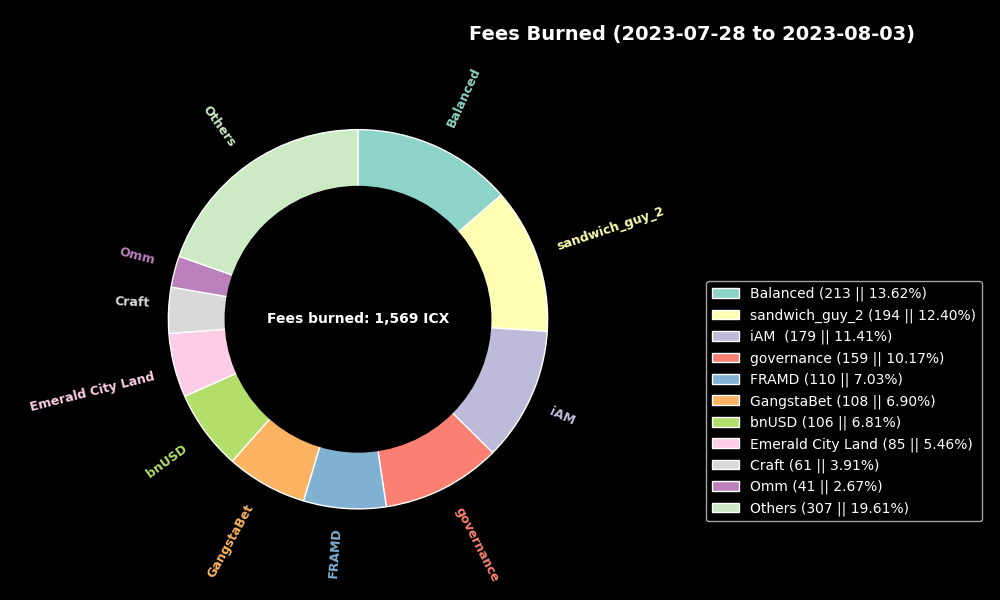 Fees Burned (2023-07-28 to 2023-08-03)
Balanced
Others
sandwich_guy_2
Omm
Craft
Fees burned: 1,569 ICX
Emerald City Land
iAM
bnUSD
GangstaBet
FRAMD
governance
Balanced (213 || 13.62%)
sandwich_guy_2 (194 || 12.40%)
iAM  (179 || 11.41%)
governance (159 || 10.17%)
FRAMD (110 || 7.03%)
GangstaBet (108 || 6.90%)
bnUSD (106 || 6.81%)
Emerald City Land (85 || 5.46%)
Craft (61 || 3.91%)
Omm (41 || 2.67%)
Others (307 || 19.61%)